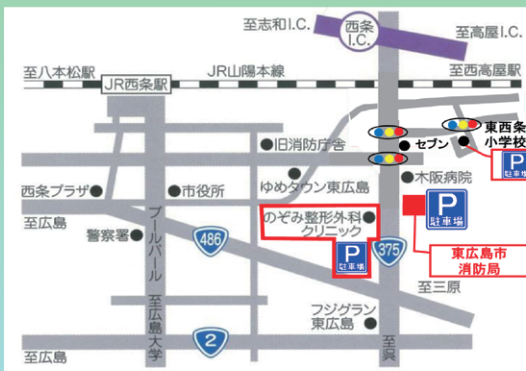 至志和I.C.
西条
I.C.
至高屋I.C.
至八本松駅
JR山陽本線
至西高屋駅
JR西条駅
東西条
小学校
セブン
旧消防庁舎
P
木阪病院
西条プラザ
市役所
ゆめタウン東広島
P
駐車場
至広島
のぞみ整形外科
クリニック
警察署
486
ブールバール
P
駐車場
375
東広島市
消防局
至三原
フジグラン
東広島
至広島大学
2
至広島
至呉